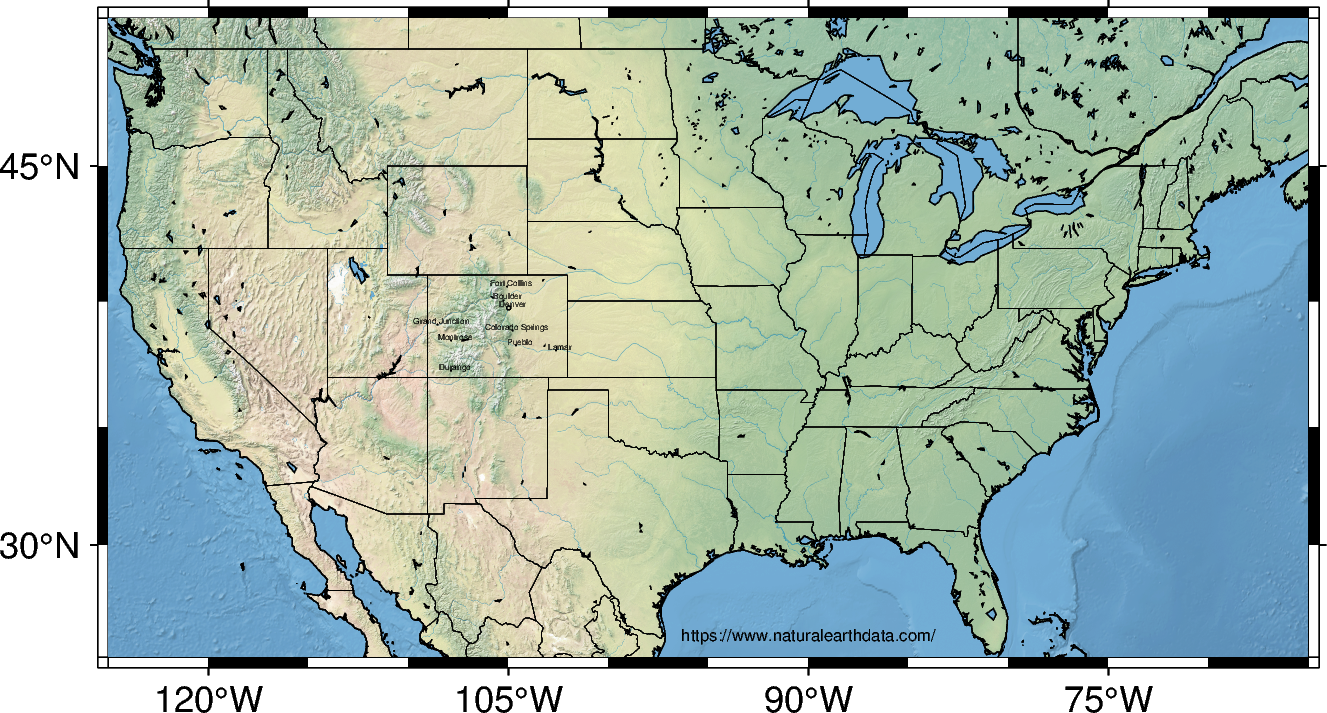 45°N
Fort Collins
Boulder
Denver
Grand Junction
Colorado Springs
Montrose
Pueblo
Lamar
Durango
30°N
https://www.naturalearthdata.com/
120°W
105°W
90°W
75°W